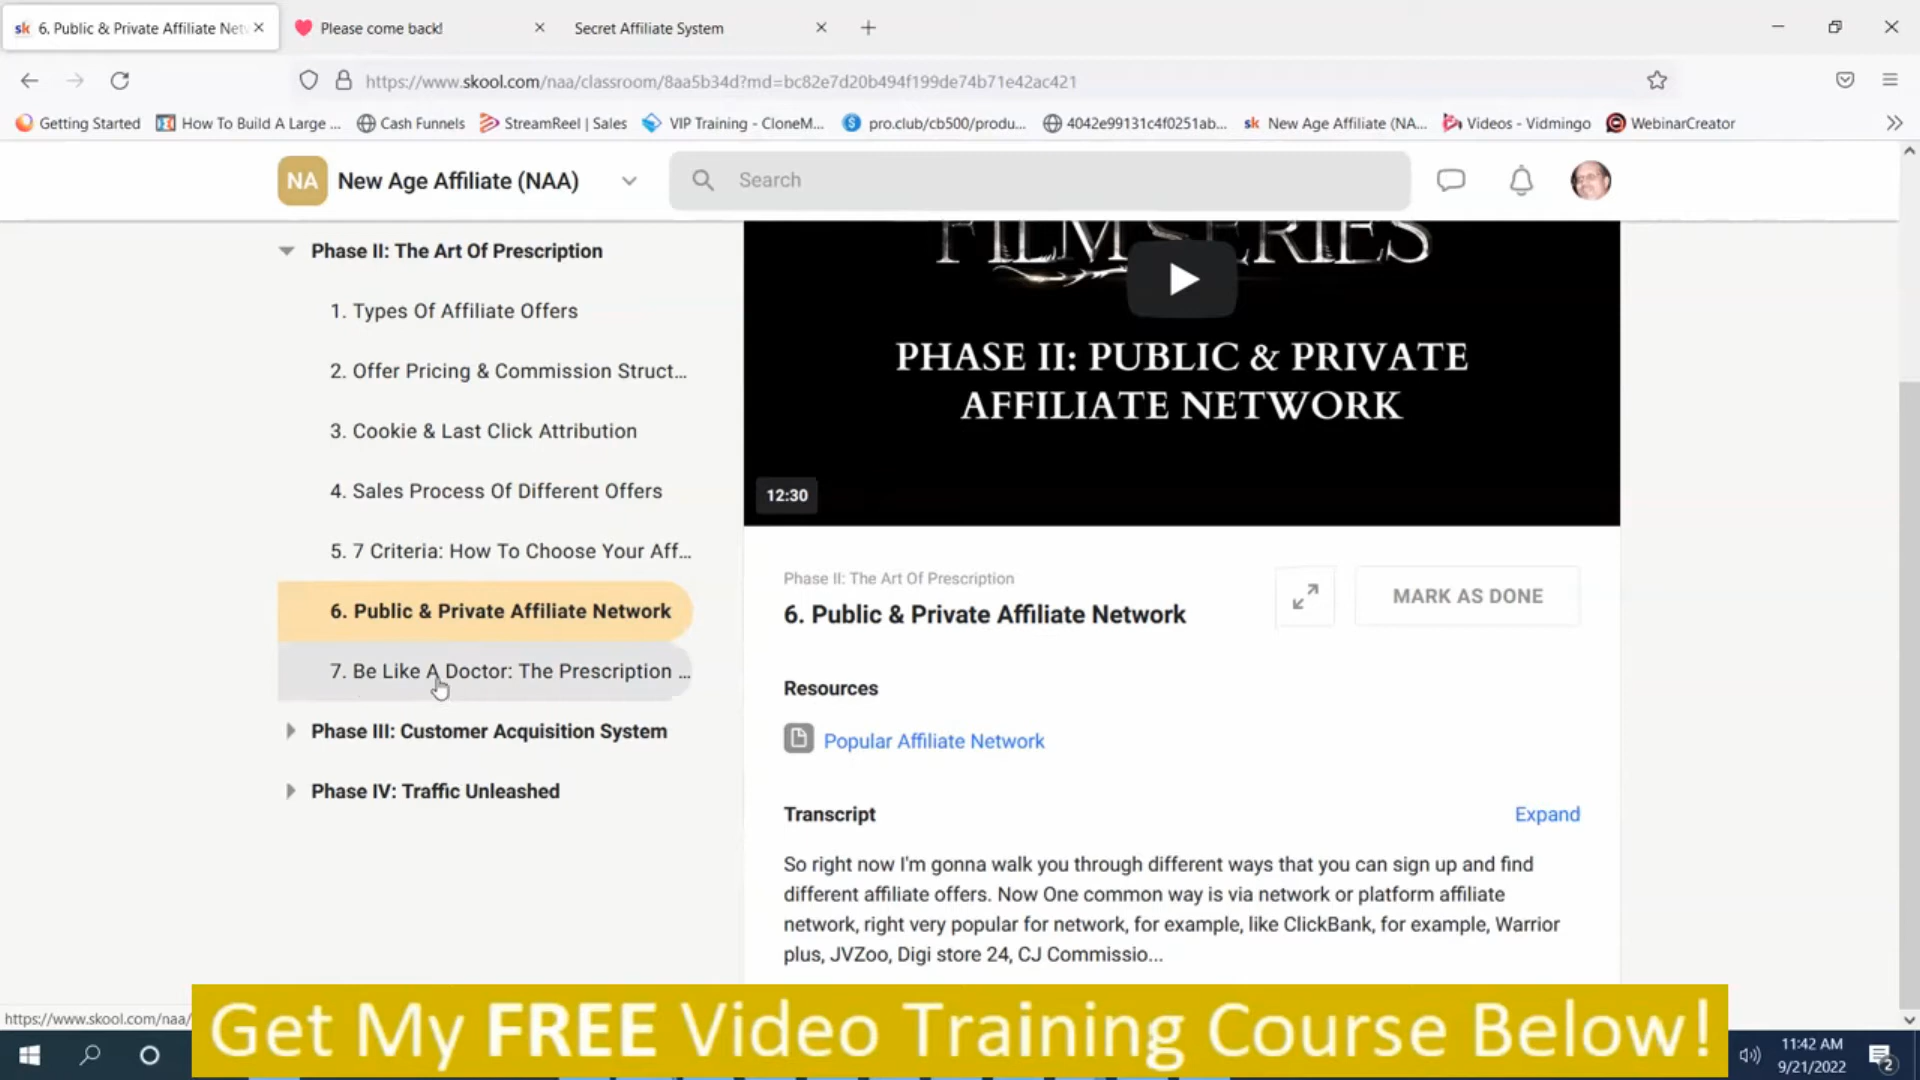 sk 6. Public & Private Affiliate Net
Please come back!
Secret Affiliate System
https://www.skool.com/naa/classroom/8aa5b34d?md=bc82e7d20b494f199de74b71e42ac421
Getting Started
How To Build A Large ...
Cash Funnels
StreamReel | Sales
VIP Training - CloneM...
pro.club/cb500/produ...
4042e99131c4f0251ab...
sk New Age Affiliate (NA...
Videos - Vidmingo
WebinarCreator
NA New Age Affiliate (NAA)
Search
Phase II: The Art Of Prescription
1. Types Of Affiliate Offers
2. Offer Pricing & Commission Struct...
3. Cookie & Last Click Attribution
4. Sales Process Of Different Offers
5. 7 Criteria: How To Choose Your Aff...
6. Public & Private Affiliate Network
7. Be Like A Doctor: The Prescription ...
Phase III: Customer Acquisition System
Phase IV: Traffic Unleashed
FILM SERIES
PHASE II: PUBLIC & PRIVATE
AFFILIATE NETWORK
12:30
Phase II: The Art Of Prescription
6. Public & Private Affiliate Network
MARK AS DONE
Resources
Popular Affiliate Network
Transcript
Expand
So right now I'm gonna walk you through different ways that you can sign up and find
different affiliate offers. Now One common way is via network or platform affiliate
network, right very popular for network, for example, like ClickBank, for example, Warrior
plus, JVZoo, Digi store 24, CJ Commissio...
https://www.skool.com/naa/
Get My FREE Video Training Course Below!
11:42 AM
9/21/2022
2